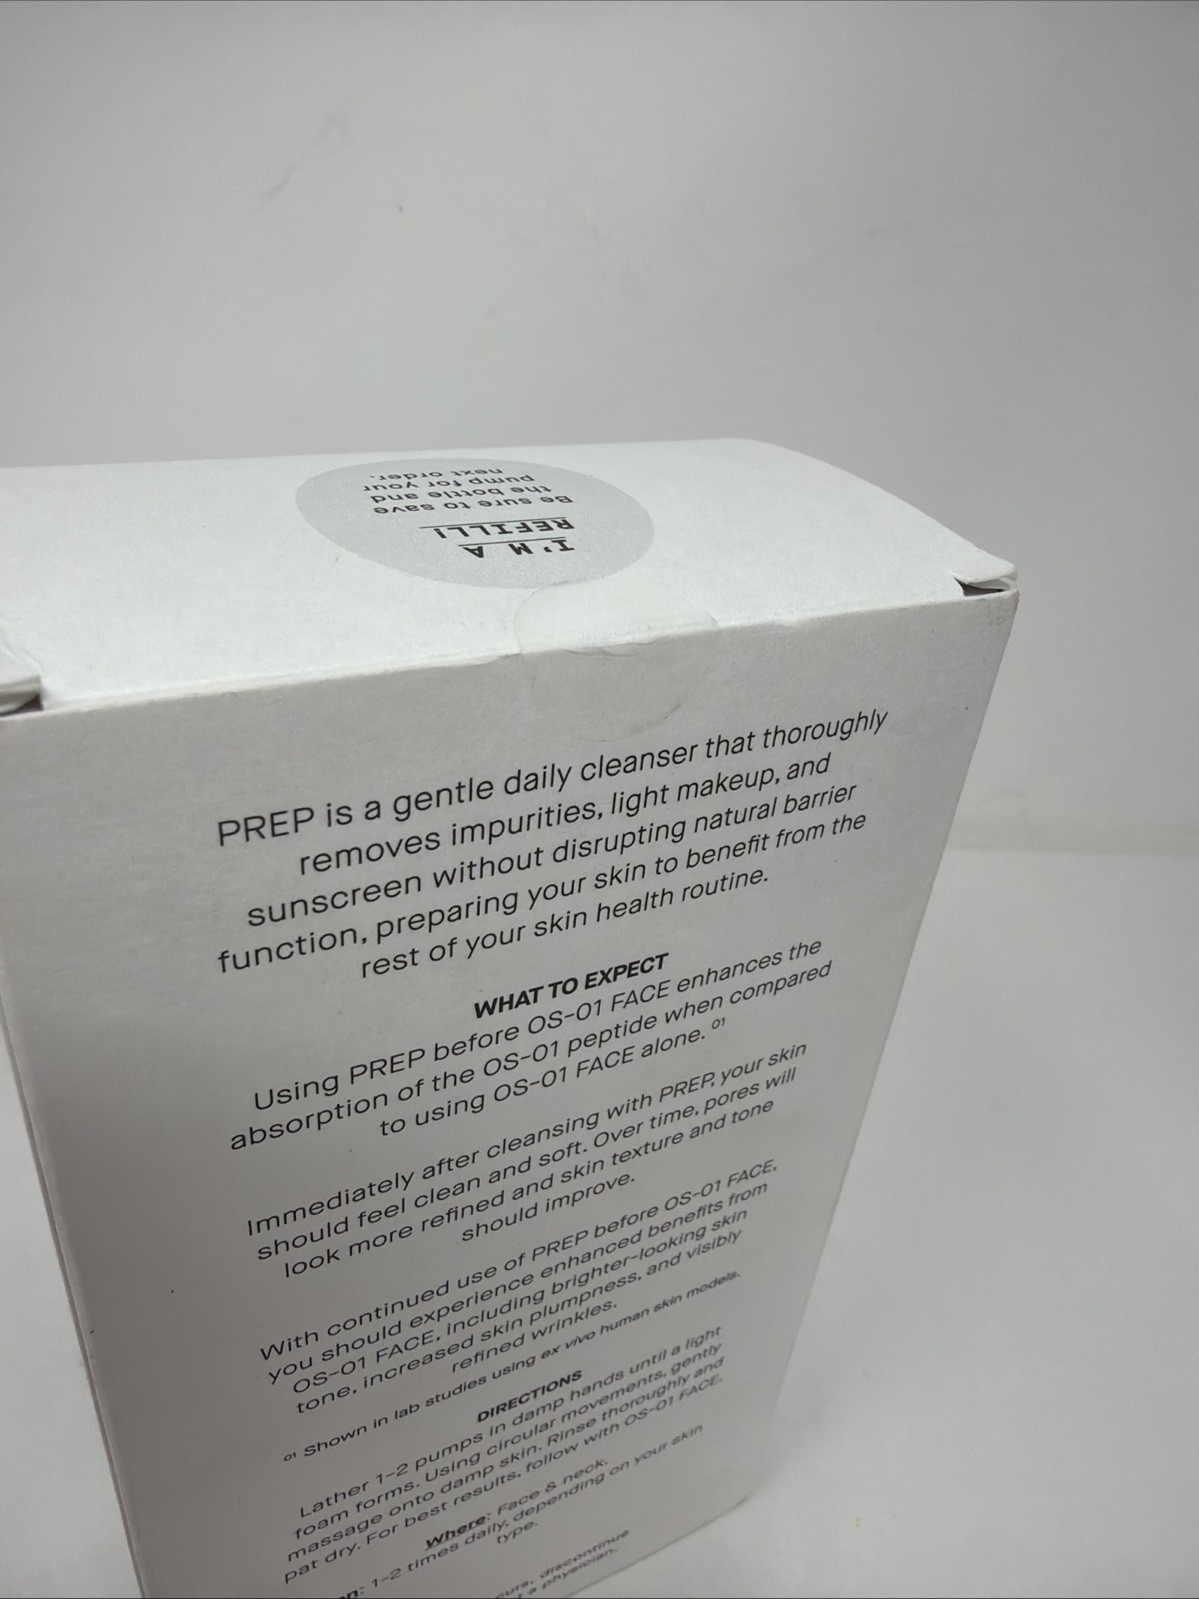 I'M A
REFILL!
Be sure to save
the bottle and
pump for your
next order.
PREP is a gentle daily cleanser that thoroughly
removes impurities, light makeup, and
sunscreen without disrupting natural barrier
function, preparing your skin to benefit from the
rest of your skin health routine.
WHAT TO EXPECT
Using PREP before OS-01 FACE enhances the
absorption of the OS-01 peptide when compared
to using OS-01 FACE alone. 01
Immediately after cleansing with PREP, your skin
should feel clean and soft. Over time, pores will
look more refined and skin texture and tone
should improve.
With continued use of PREP before OS-01 FACE,
you should experience enhanced benefits from
OS-01 FACE, including brighter-looking skin
tone, increased skin plumpness, and visibly
refined wrinkles.
01 Shown in lab studies using ex vivo human skin models.
DIRECTIONS
Lather 1-2 pumps in damp hands until a light
foam forms. Using circular movements, gently
massage onto damp skin. Rinse thoroughly and
pat dry. For best results, follow with OS-01 FACE.
Where: Face & neck.
1-2 times daily, depending on your skin
type.
discontinue
a physician.